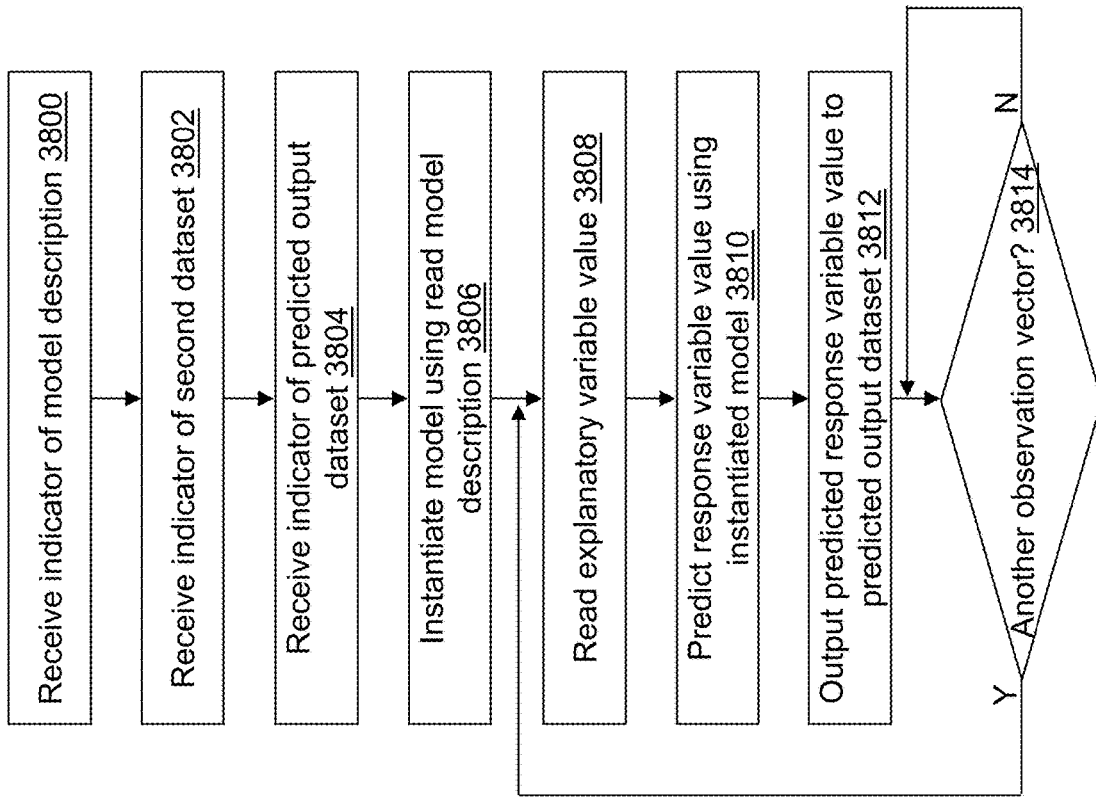 Receive indicator of model description 3800
Receive indicator of second dataset 3802
Receive indicator of predicted output
dataset 3804
Instantiate model using read model
description 3806
Read explanatory variable value 3808
Predict response variable value using
instantiated model 3810
Output predicted response variable value to
predicted output dataset 3812
Y
Another observation vector? 3814
N